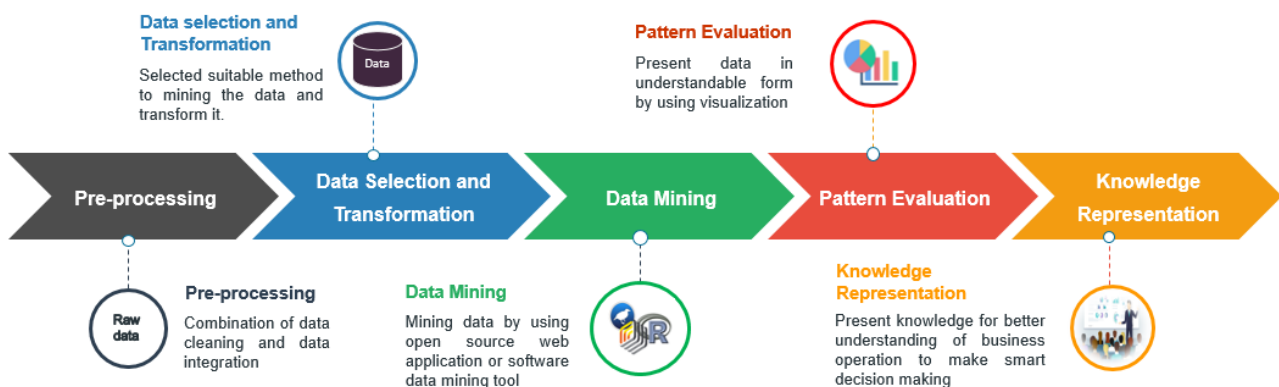 Data selection and
Transformation
Selected suitable method
to mining the data and
transform it.
Data
Pattern Evaluation
Present data in
understandable form
by using visualization
Pre-processing
Data Selection and
Transformation
Data Mining
Pattern Evaluation
Knowledge
Representation
Raw
data
Pre-processing
Combination of data
cleaning and data
integration
Data Mining
Mining data by using
open source web
application or software
data mining tool
R
Knowledge
Representation
Present knowledge for better
understanding of business
operation to make smart
decision making